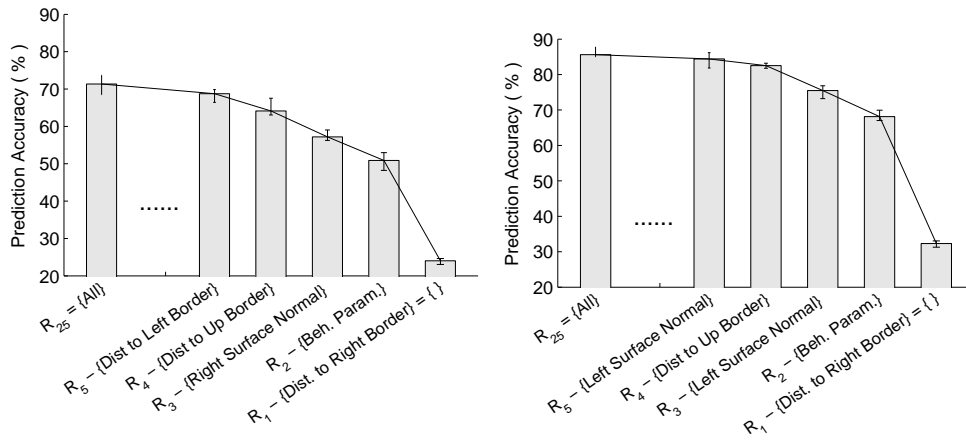 90
80
70
60
50
40
30
20
Prediction Accuracy ( % )
......
R25 = {All}
R5 − {Dist to Left Border}
R4 − {Dist to Up Border}
R3 − {Right Surface Normal}
R2 − {Beh. Param.}
R1 − {Dist. to Right Border} = { }
90
80
70
60
50
40
30
20
Prediction Accuracy ( % )
......
R25 = {All}
R5 − {Left Surface Normal}
R4 − {Dist to Up Border}
R3 − {Left Surface Normal}
R2 − {Beh. Param.}
R1 − {Dist. to Right Border} = { }